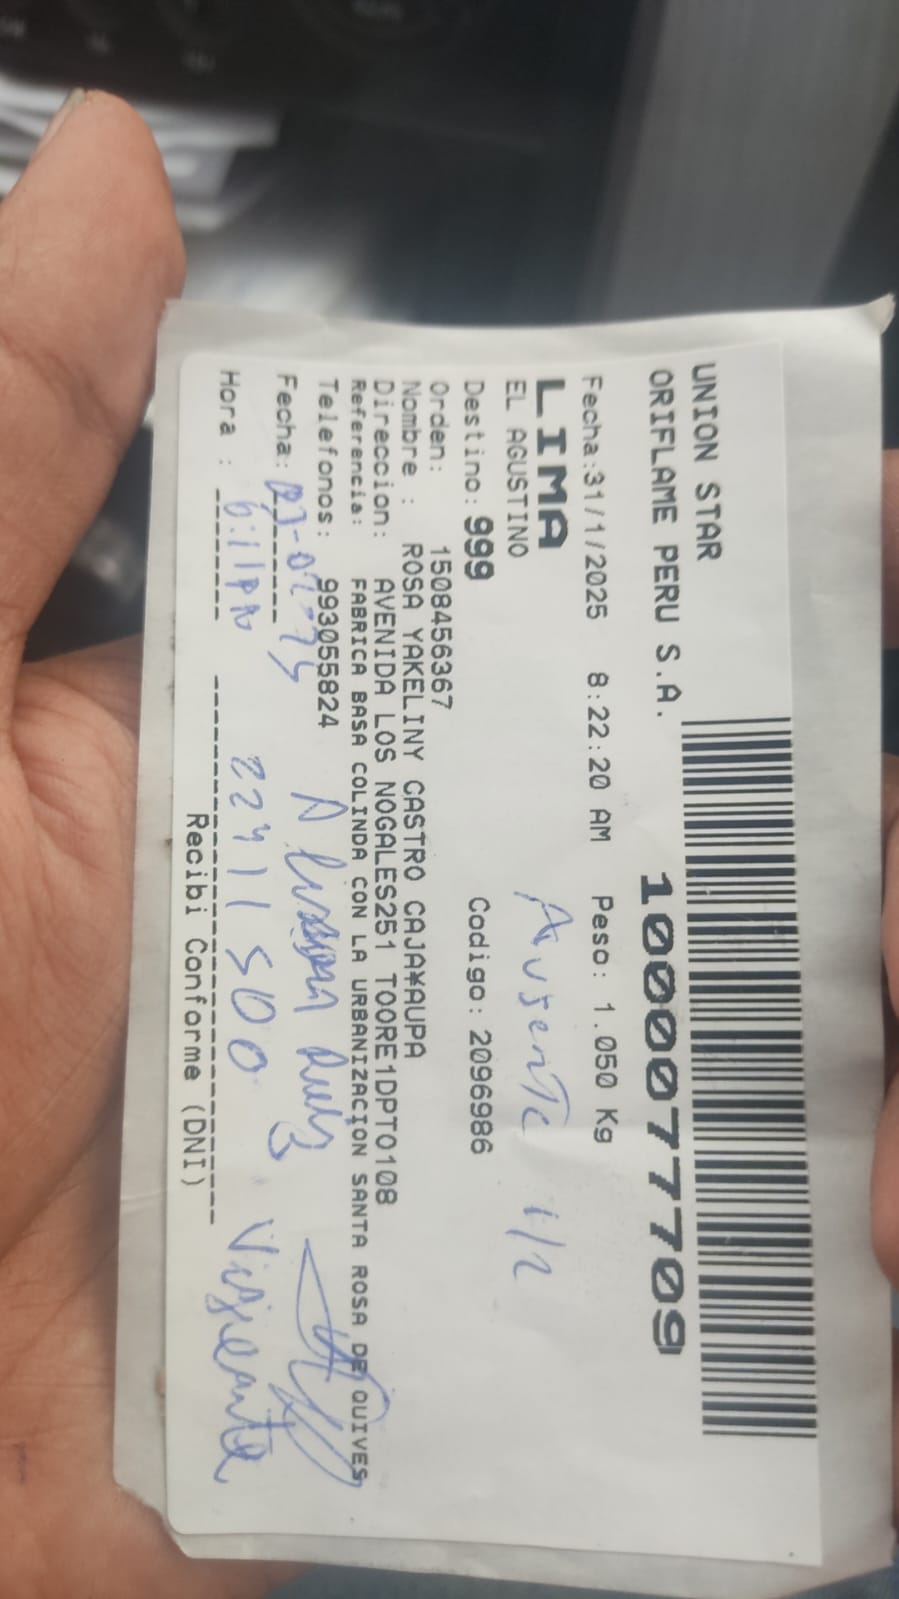 UNION STAR
ORIFLAME PERU S.A.
10000777709
Fecha:31/1/2025 8:22:20 AM Peso: 1.050 Kg
LIMA
EL AGUSTINO
Ausente 1/2
Destino: 999 Codigo: 2096986
Orden: 1508456367
Nombre : ROSA YAKELINY CASTRO CAJA¥AUPA
Direccion: AVENIDA LOS NOGALES251 TOORE1DPTO108
Referencia: FABRICA BASA COLINDA CON LA URBANIZACION SANTA ROSA DE QUIVES
Telefonos: 993055824
Fecha:
Hora : 6:11pm 22411500 Vigilante
Recibi Conforme (DNI)